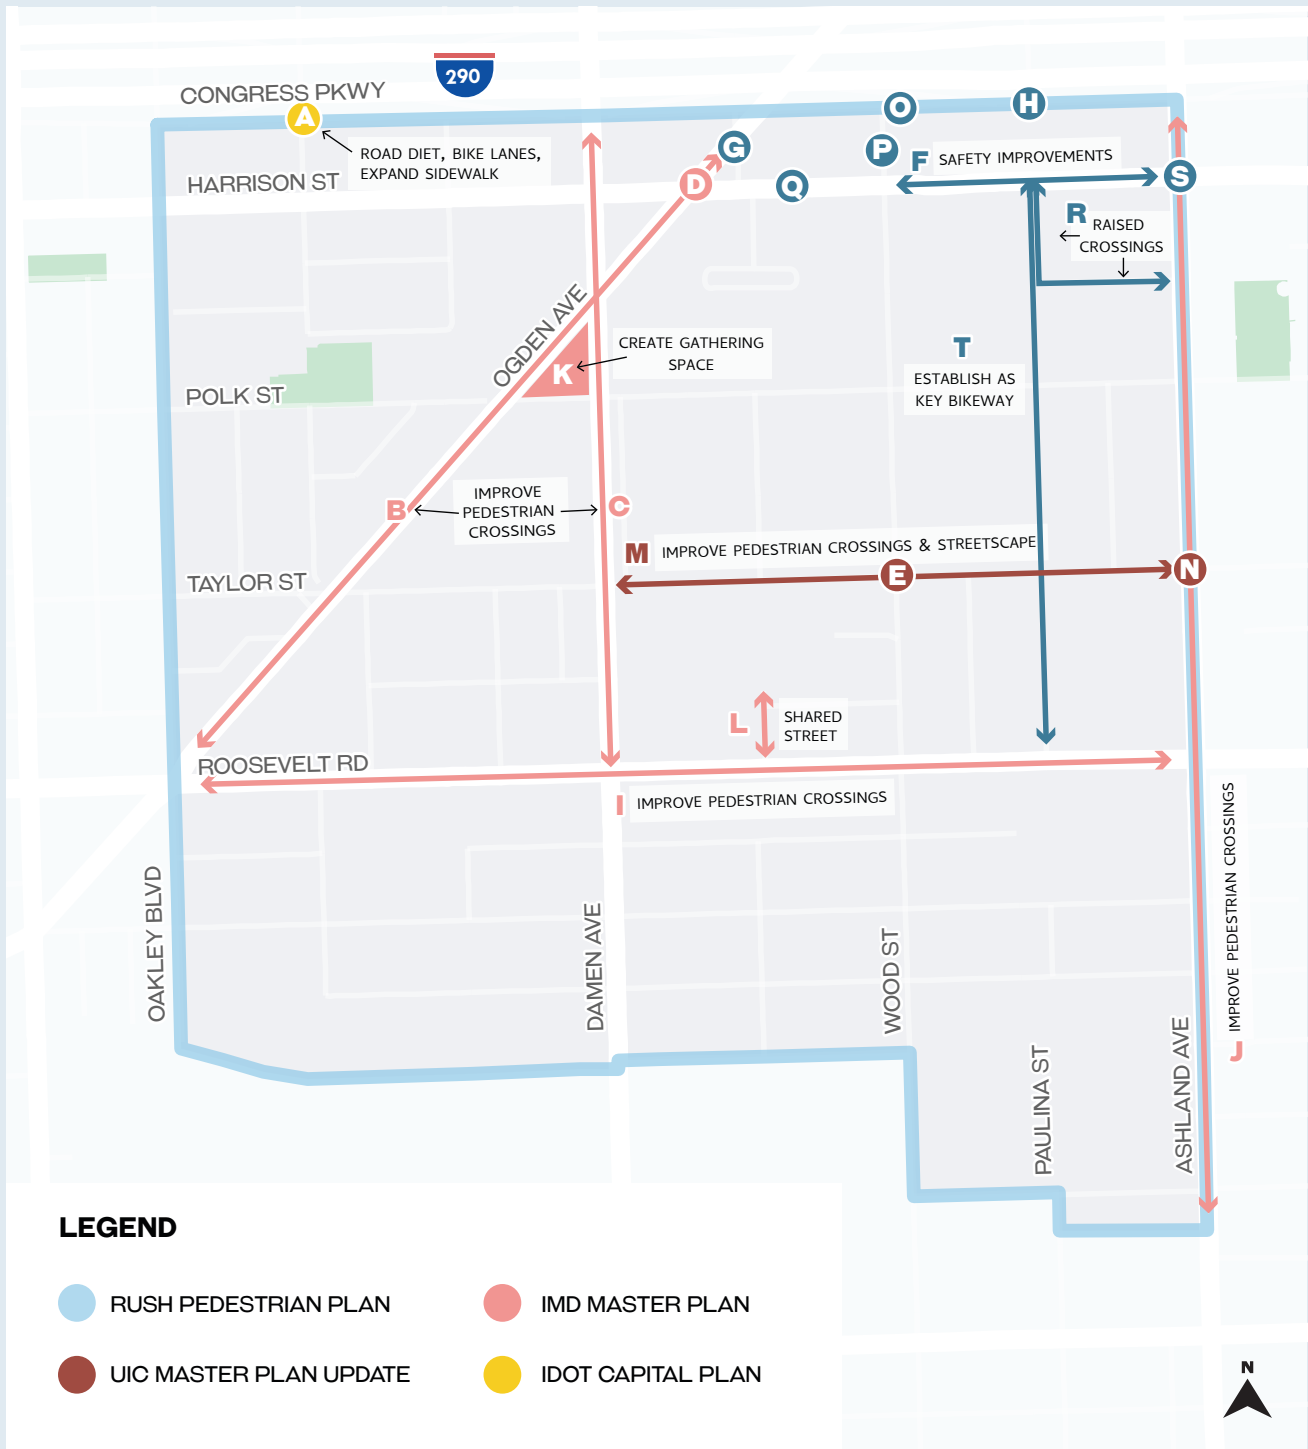 290
CONGRESS PKWY
A
O
H
ROAD DIET, BIKE LANES,
EXPAND SIDEWALK
G
P
F
SAFETY IMPROVEMENTS
HARRISON ST
D
Q
S
R
RAISED
CROSSINGS
OGDEN AVE
CREATE GATHERING
SPACE
K
T
ESTABLISH AS
KEY BIKEWAY
POLK ST
B
IMPROVE
PEDESTRIAN
CROSSINGS
C
M
IMPROVE PEDESTRIAN CROSSINGS & STREETSCAPE
E
N
TAYLOR ST
L
SHARED
STREET
ROOSEVELT RD
I
IMPROVE PEDESTRIAN CROSSINGS
IMPROVE PEDESTRIAN CROSSINGS
J
OAKLEY BLVD
DAMEN AVE
WOOD ST
PAULINA ST
ASHLAND AVE
LEGEND
RUSH PEDESTRIAN PLAN
IMD MASTER PLAN
UIC MASTER PLAN UPDATE
IDOT CAPITAL PLAN
N